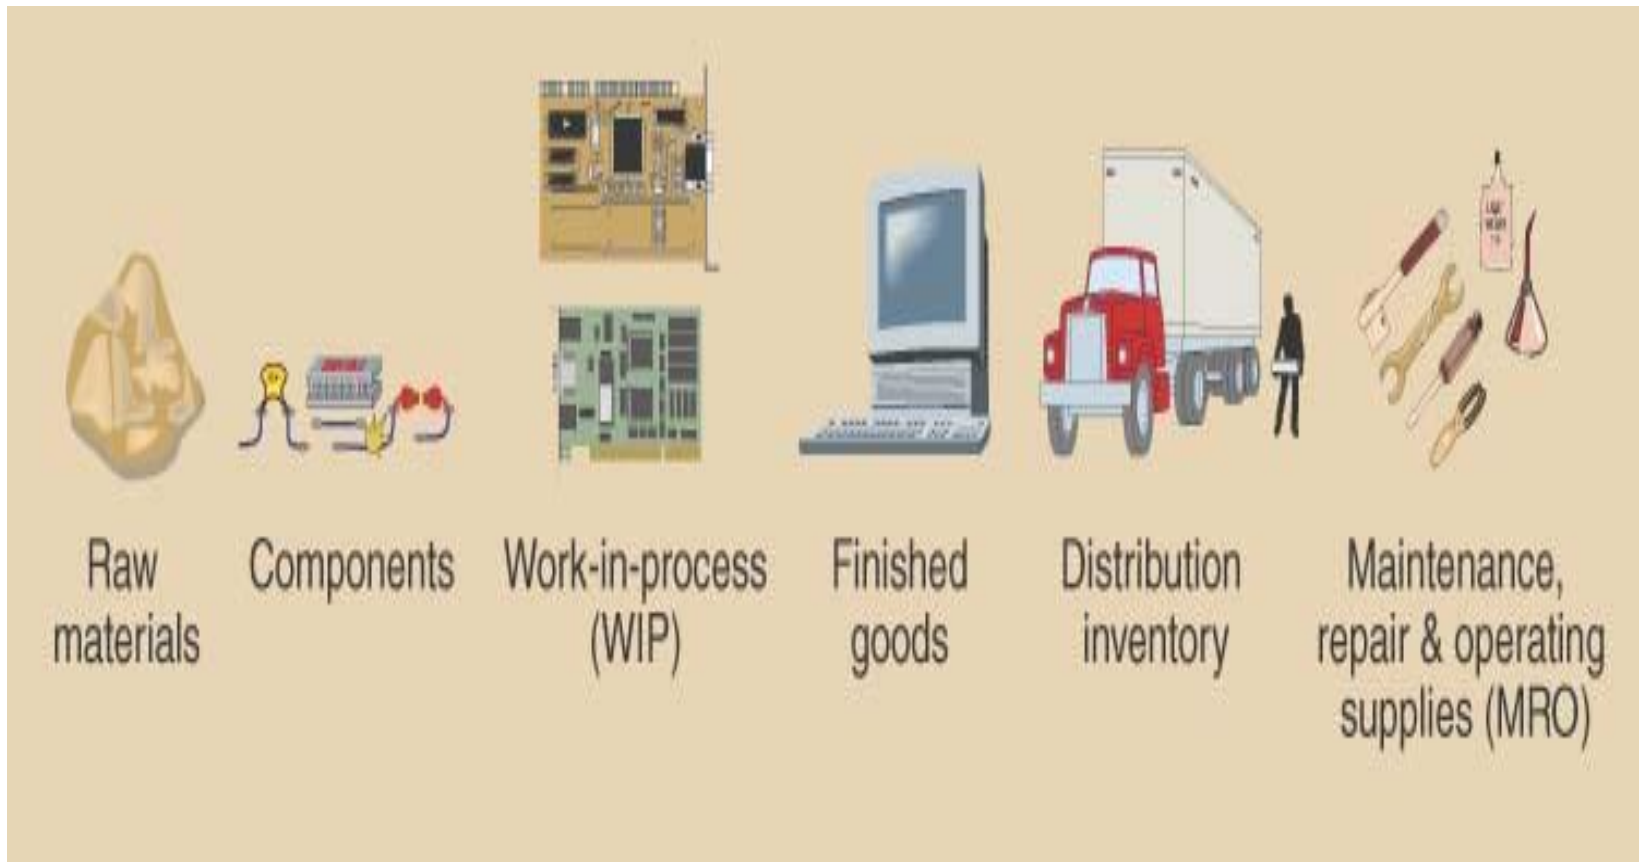 Raw
materials
Components
Work-in-process
(WIP)
Finished
goods
Distribution
inventory
Maintenance,
repair & operating
supplies (MRO)